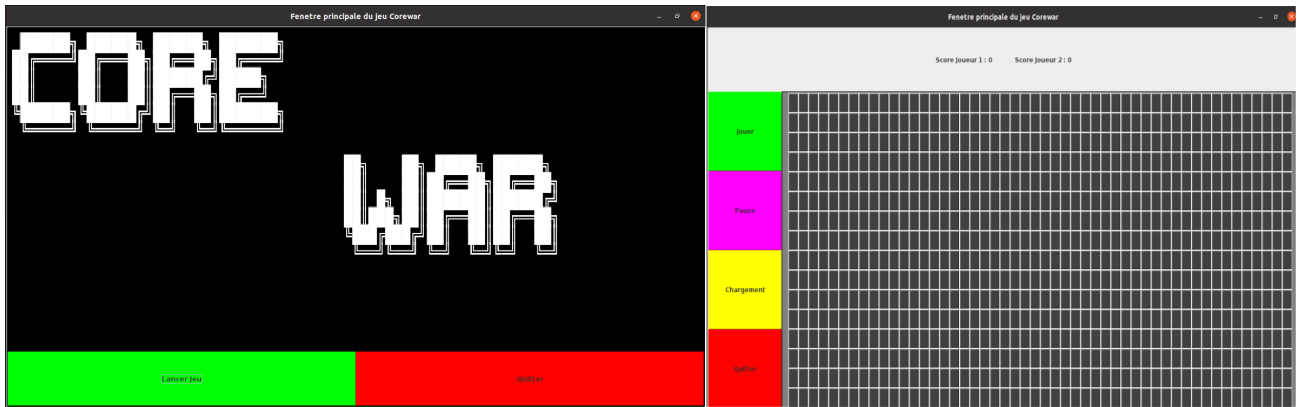 Fenetre principale du jeu Corewar
CORE
WAR
Lancer Jeu
Quitter
Fenetre principale du jeu Corewar
Score Joueur 1 : 0
Score Joueur 2 : 0
Jouer
Pause
Chargement
Quitter